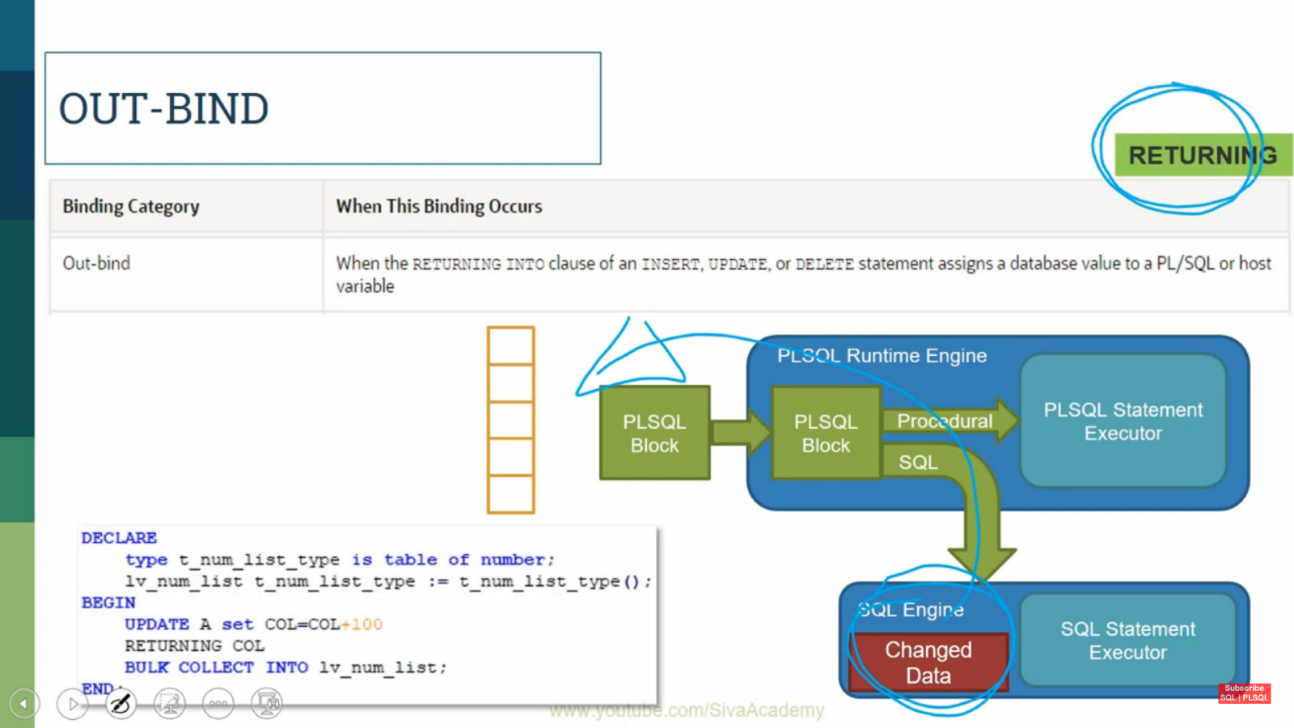 OUT-BIND
RETURNING
Binding Category When This Binding Occurs
Out-bind When the RETURNING INTO clause of an INSERT, UPDATE, or DELETE statement assigns a database value to a PL/SQL or host
variable
PLSQL
Block
PLSQL Runtime Engine
PLSQL
Block
Procedural
SQL
PLSQL Statement
Executor
SQL Engine
Changed
Data
SQL Statement
Executor
DECLARE
type t_num_list_type is table of number;
lv_num_list t_num_list_type := t_num_list_type();
BEGIN
UPDATE A set COL=COL+100
RETURNING COL
BULK COLLECT INTO lv_num_list;
END;
www.youtube.com/SivaAcademy
Subscribe
SQL | PLSQL